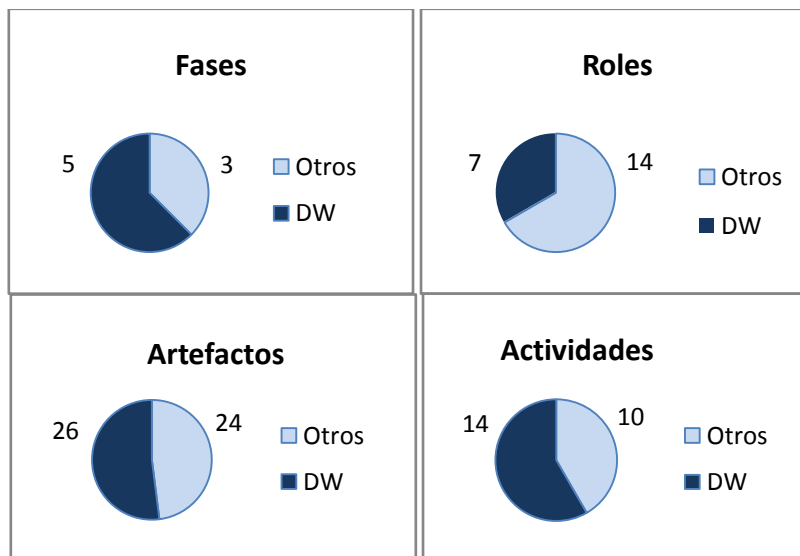 Fases
5
3
Otros
DW
Roles
7
14
Otros
DW
Artefactos
26
24
Otros
DW
Actividades
14
10
Otros
DW